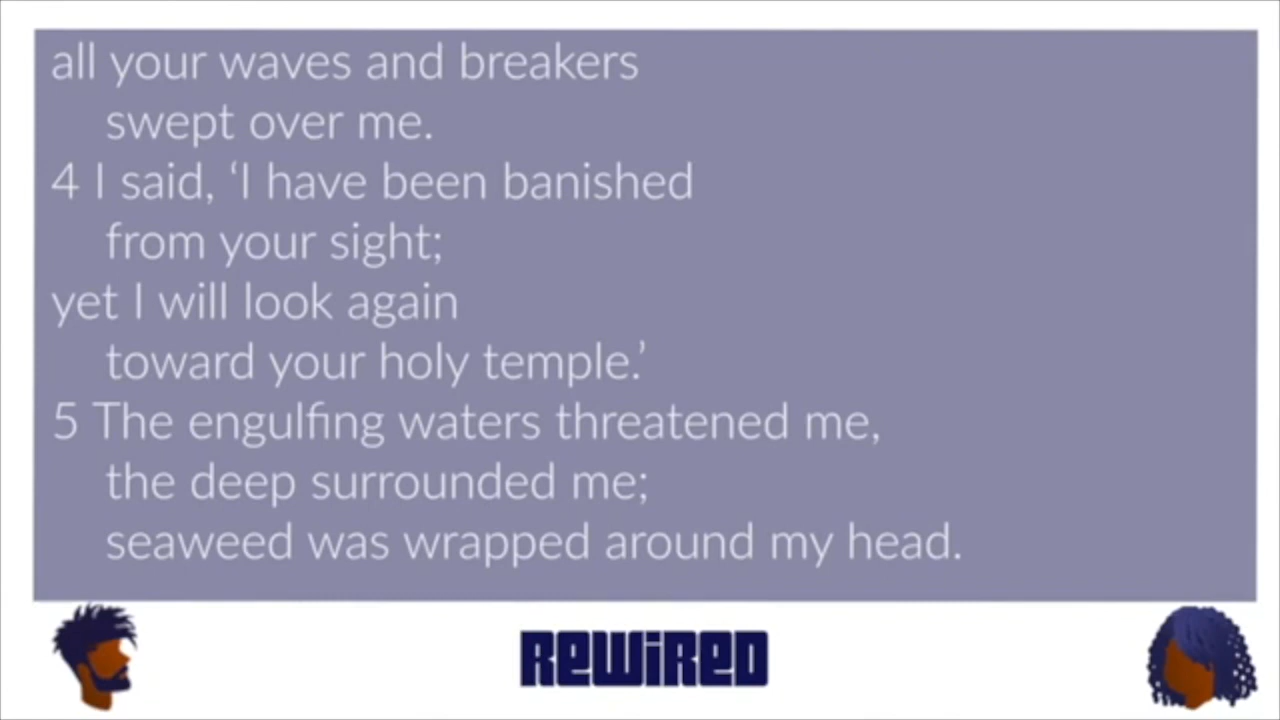 all your waves and breakers
swept over me.
4 I said, ‘I have been banished
from your sight;
yet I will look again
toward your holy temple.’
5 The engulfing waters threatened me,
the deep surrounded me;
seaweed was wrapped around my head.
REWiRED